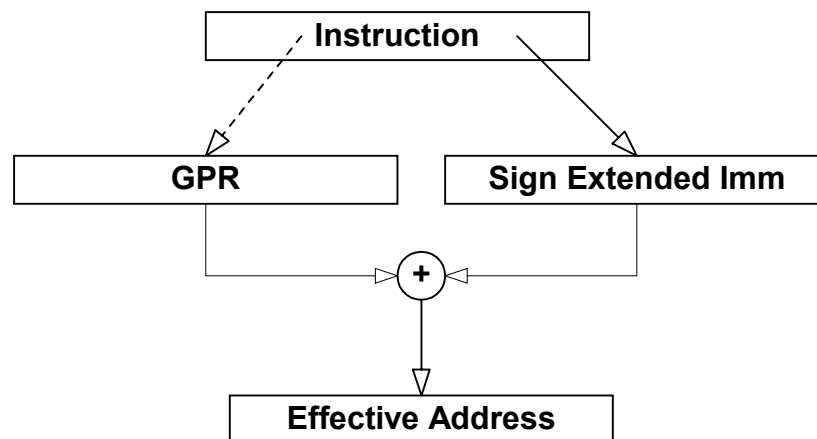 Instruction
GPR
Sign Extended Imm
+
Effective Address